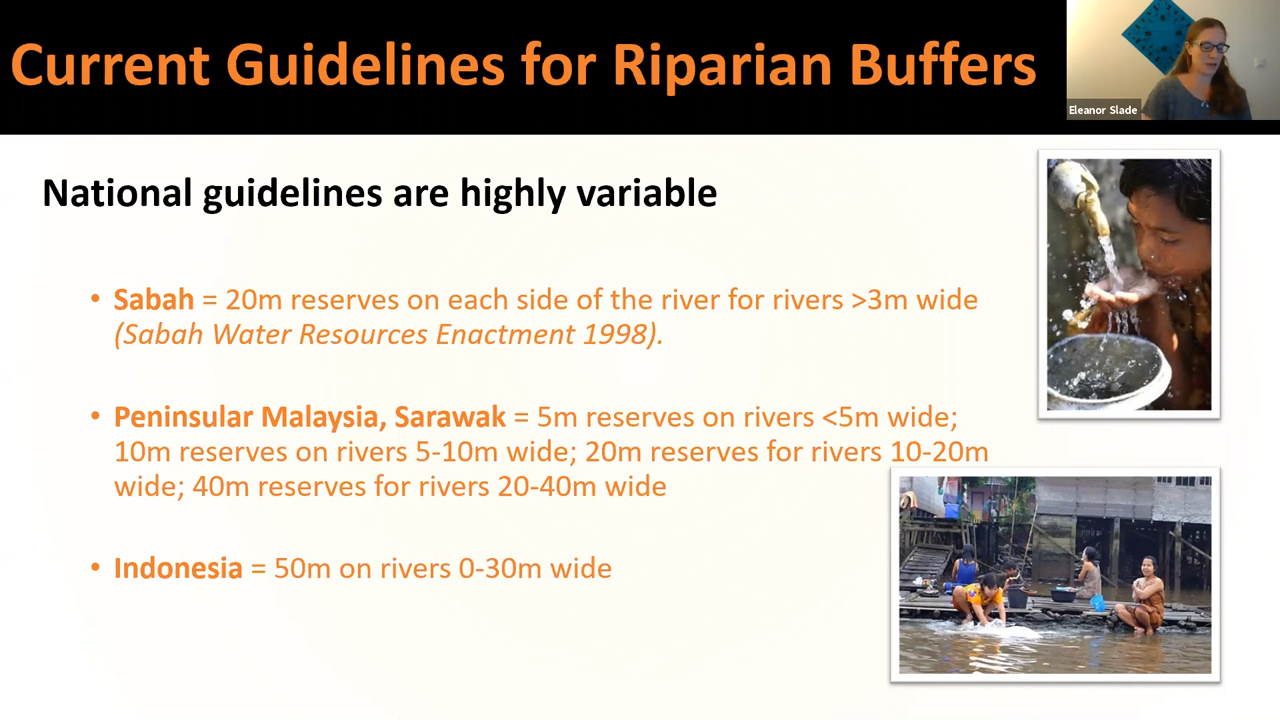 Current Guidelines for Riparian Buffers
Eleanor Slade
National guidelines are highly variable
• Sabah = 20m reserves on each side of the river for rivers >3m wide
(Sabah Water Resources Enactment 1998).
• Peninsular Malaysia, Sarawak = 5m reserves on rivers <5m wide;
10m reserves on rivers 5-10m wide; 20m reserves for rivers 10-20m
wide; 40m reserves for rivers 20-40m wide
• Indonesia = 50m on rivers 0-30m wide